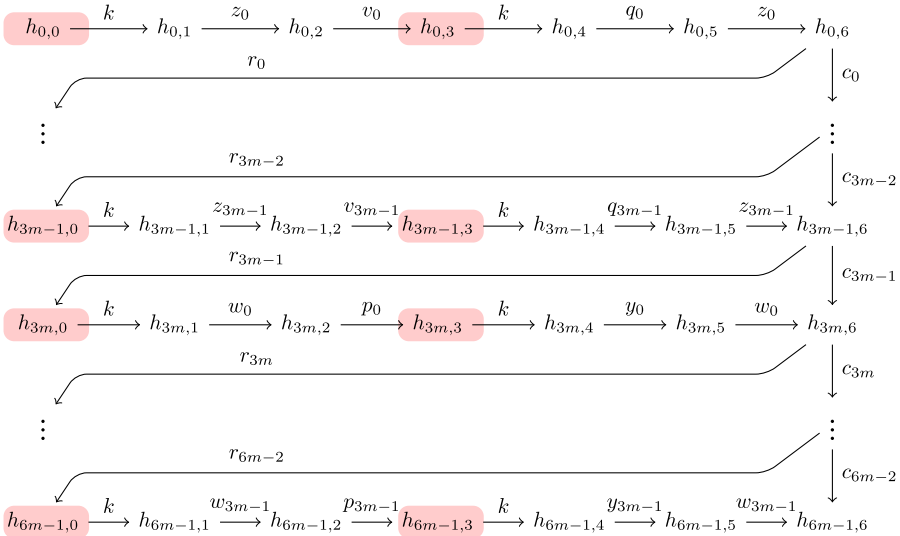 k z₀ v₀ k q₀ z₀
h₀,₀ h₀,₁ h₀,₂ h₀,₃ h₀,₄ h₀,₅ h₀,₆
r₀ c₀
⋮ ⋮
r₃ₘ₋₂ c₃ₘ₋₂
k z₃ₘ₋₁ v₃ₘ₋₁ k q₃ₘ₋₁ z₃ₘ₋₁
h₃ₘ₋₁,₀ h₃ₘ₋₁,₁ h₃ₘ₋₁,₂ h₃ₘ₋₁,₃ h₃ₘ₋₁,₄ h₃ₘ₋₁,₅ h₃ₘ₋₁,₆
r₃ₘ₋₁ c₃ₘ₋₁
k w₀ p₀ k y₀ w₀
h₃ₘ,₀ h₃ₘ,₁ h₃ₘ,₂ h₃ₘ,₃ h₃ₘ,₄ h₃ₘ,₅ h₃ₘ,₆
r₃ₘ c₃ₘ
⋮ ⋮
r₆ₘ₋₂ c₆ₘ₋₂
k w₃ₘ₋₁ p₃ₘ₋₁ k y₃ₘ₋₁ w₃ₘ₋₁
h₆ₘ₋₁,₀ h₆ₘ₋₁,₁ h₆ₘ₋₁,₂ h₆ₘ₋₁,₃ h₆ₘ₋₁,₄ h₆ₘ₋₁,₅ h₆ₘ₋₁,₆